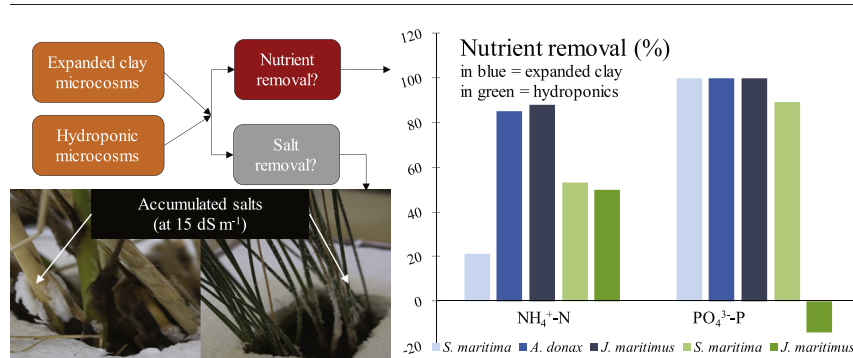 Expanded clay
microcosms
Hydroponic
microcosms
Nutrient
removal?
Salt
removal?
Accumulated salts
(at 15 dS m⁻¹)
Nutrient removal (%)
in blue = expanded clay
in green = hydroponics
120
100
80
60
40
20
0
-20
NH₄⁺-N
PO₄³⁻-P
S. maritima
A. donax
J. maritimus
S. maritima
J. maritimus